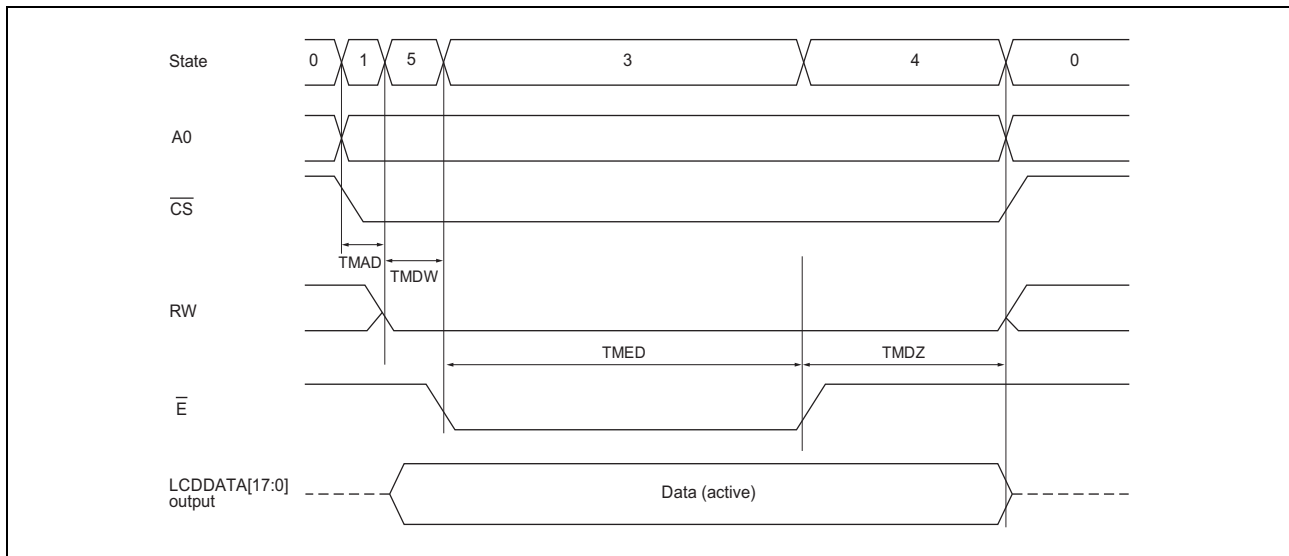 State 0 1 5 3 4 0
A0
CS
TMAD
TMDW
RW
TMED TMDZ
E
LCDDATA[17:0]
output
Data (active)